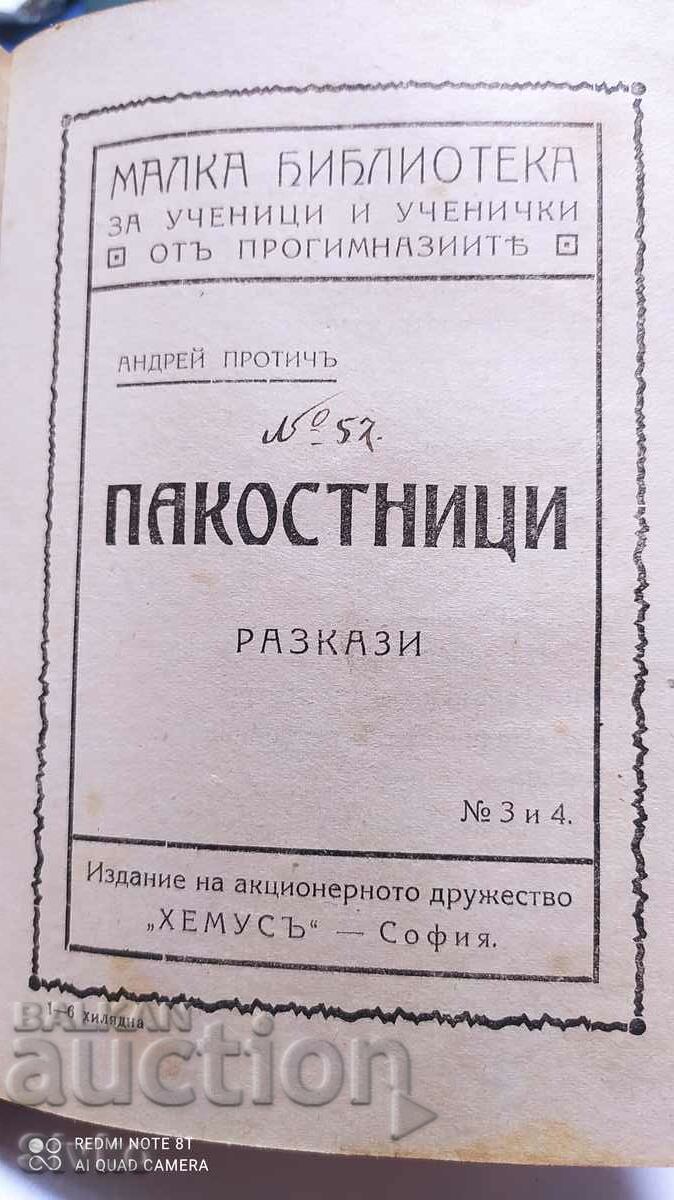 МАЛКА БИБЛИОТЕКА
ЗА УЧЕНИЦИ И УЧЕНИЧКИ
ОТЪ ПРОГИМНАЗИИТѢ
АНДРЕЙ ПРОТИЧЪ
№ 57.
ПАКОСТНИЦИ
РАЗКАЗИ
№ 3 и 4.
Издание на акционерното дружество
„ХЕМУСЪ“ — София.
1—6 хилядна
BALKAN
auction
REDMI NOTE 8T
AI QUAD CAMERA